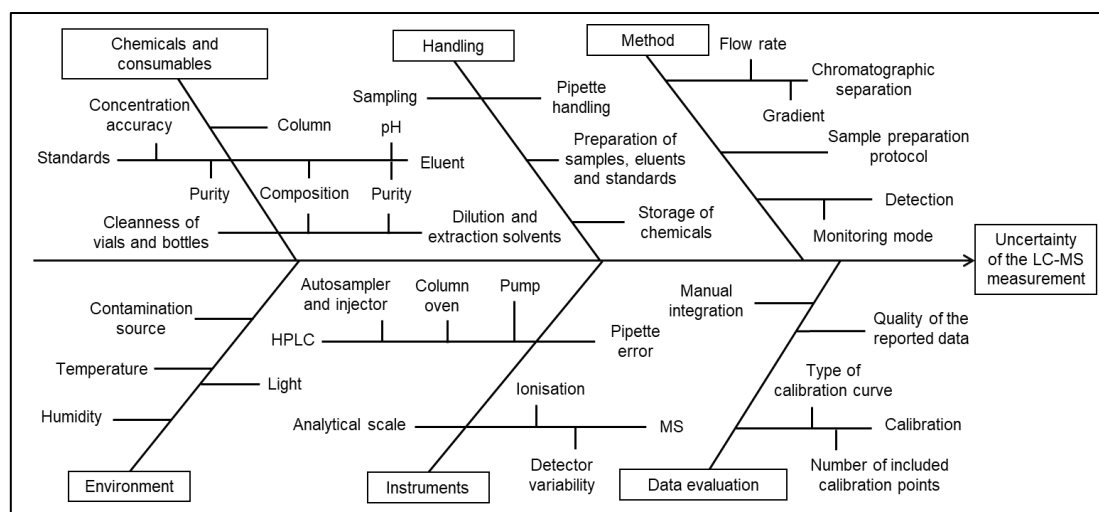 Chemicals and
consumables
Handling
Method
Flow rate
Chromatographic
separation
Gradient
Concentration
accuracy
Column
pH
Standards
Eluent
Purity
Composition
Purity
Cleanness of
vials and bottles
Dilution and
extraction solvents
Sampling
Pipette
handling
Preparation of
samples, eluents
and standards
Storage of
chemicals
Sample preparation
protocol
Detection
Monitoring mode
Uncertainty
of the LC-MS
measurement
Contamination
source
Temperature
Light
Humidity
Environment
Autosampler
and injector
Column
oven
Pump
HPLC
Pipette
error
Ionisation
Analytical scale
MS
Detector
variability
Instruments
Manual
integration
Quality of the
reported data
Type of
calibration curve
Calibration
Number of included
calibration points
Data evaluation